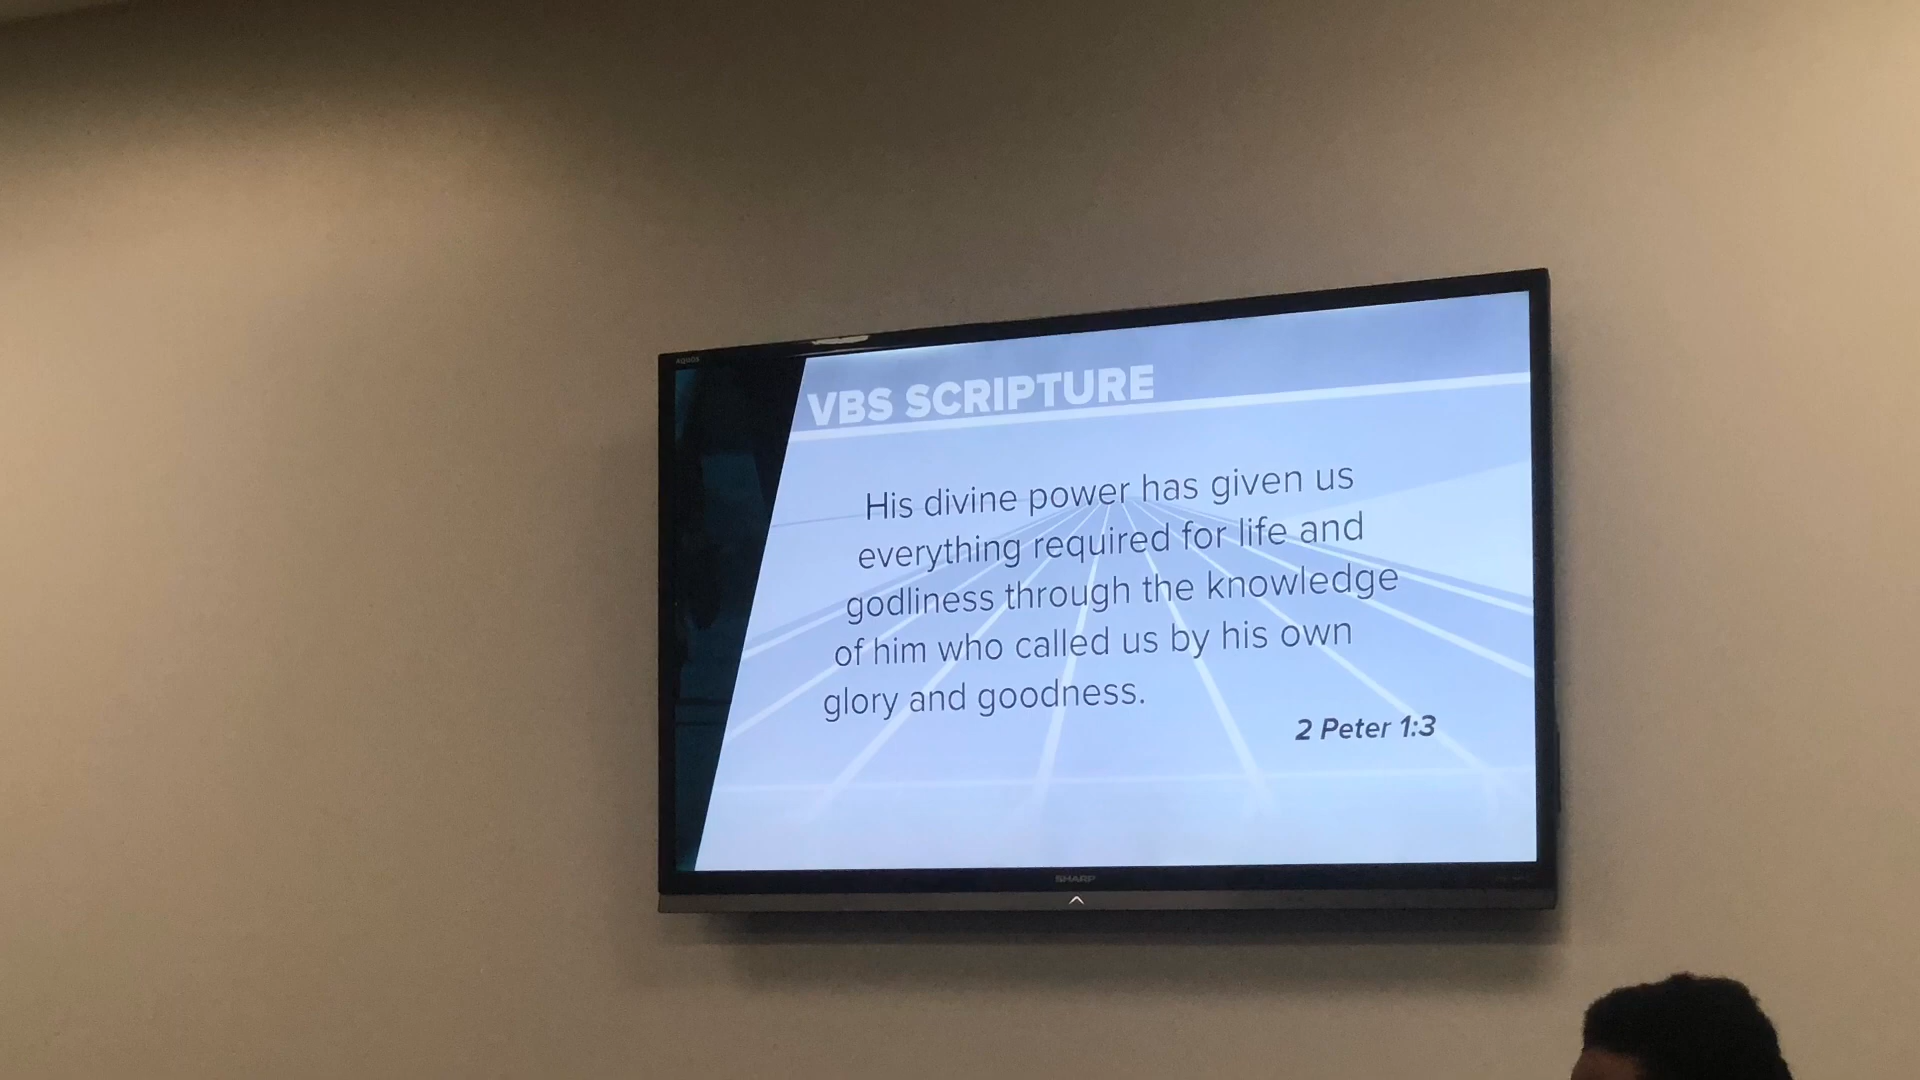 AQUOS
VBS SCRIPTURE
His divine power has given us
everything required for life and
godliness through the knowledge
of him who called us by his own
glory and goodness.
2 Peter 1:3
SHARP